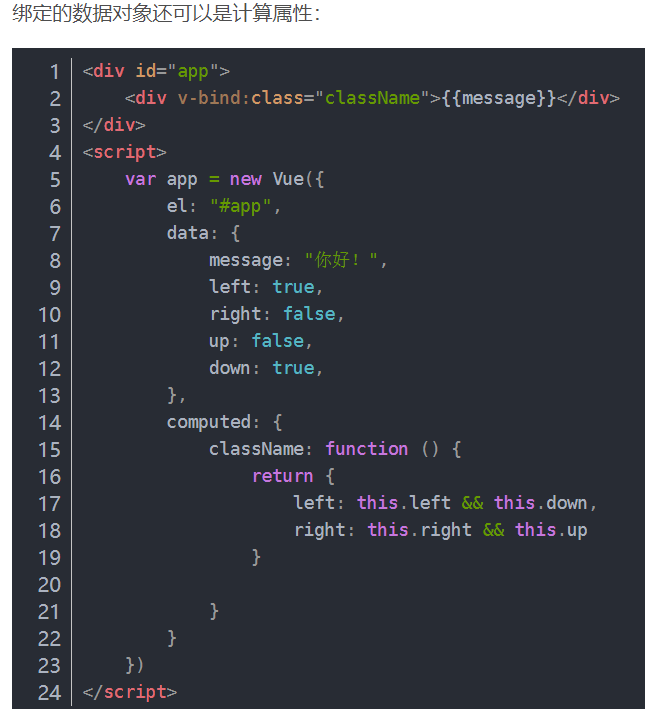 绑定的数据对象还可以是计算属性：
1 <div id="app">
2     <div v-bind:class="className">{{message}}</div>
3 </div>
4 <script>
5     var app = new Vue({
6         el: "#app",
7         data: {
8             message: "你好！",
9             left: true,
10             right: false,
11             up: false,
12             down: true,
13         },
14         computed: {
15             className: function () {
16                 return {
17                     left: this.left && this.down,
18                     right: this.right && this.up
19                 }
20
21             }
22         }
23     })
24 </script>